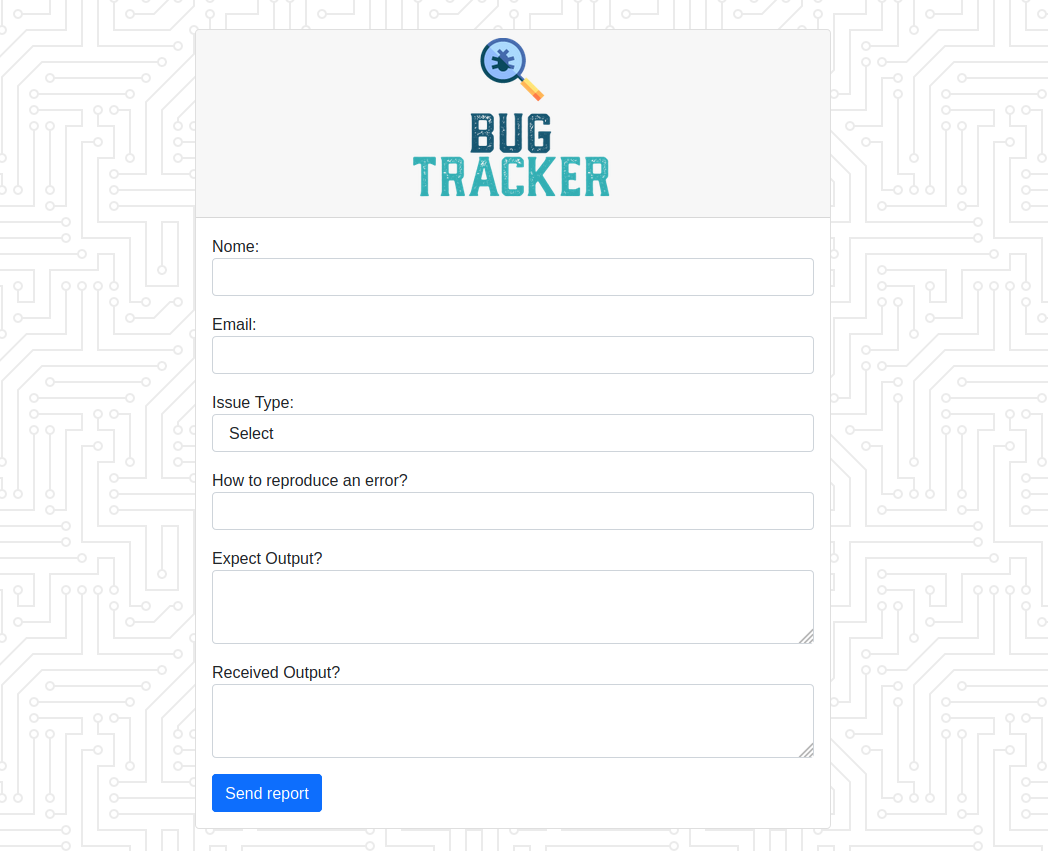 BUG
TRACKER
Nome:
Email:
Issue Type:
Select
How to reproduce an error?
Expect Output?
Received Output?
Send report